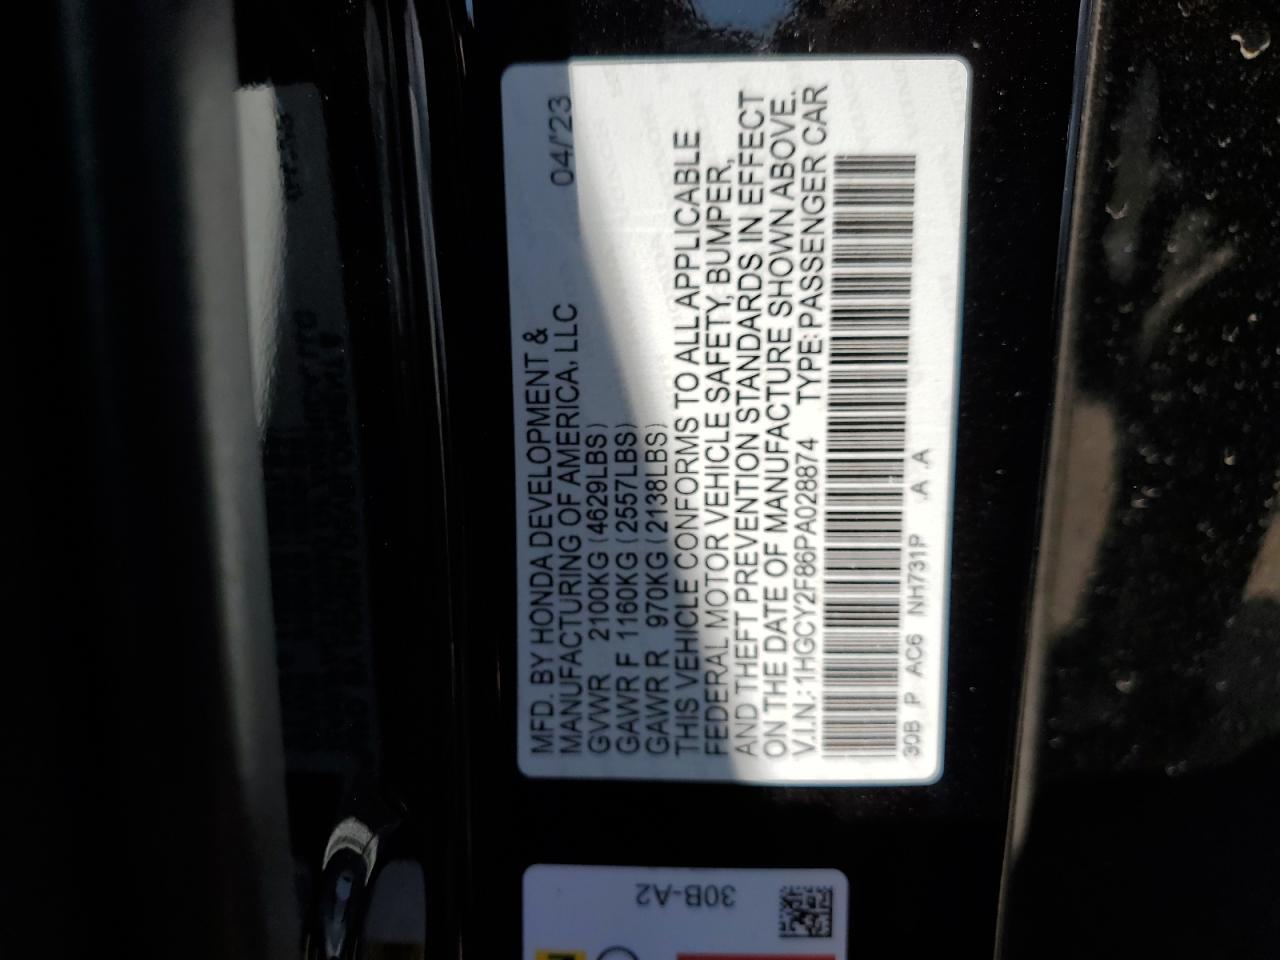 MFD. BY HONDA DEVELOPMENT &
MANUFACTURING OF AMERICA, LLC 04/'23
GVWR 2100KG (4629LBS)
GAWR F 1160KG (2557LBS)
GAWR R 970KG (2138LBS)
THIS VEHICLE CONFORMS TO ALL APPLICABLE
FEDERAL MOTOR VEHICLE SAFETY, BUMPER,
AND THEFT PREVENTION STANDARDS IN EFFECT
ON THE DATE OF MANUFACTURE SHOWN ABOVE.
V.I.N.: 1HGCY2F86PA028874 TYPE: PASSENGER CAR
30B P AC6 NH731P A A
30B-A2